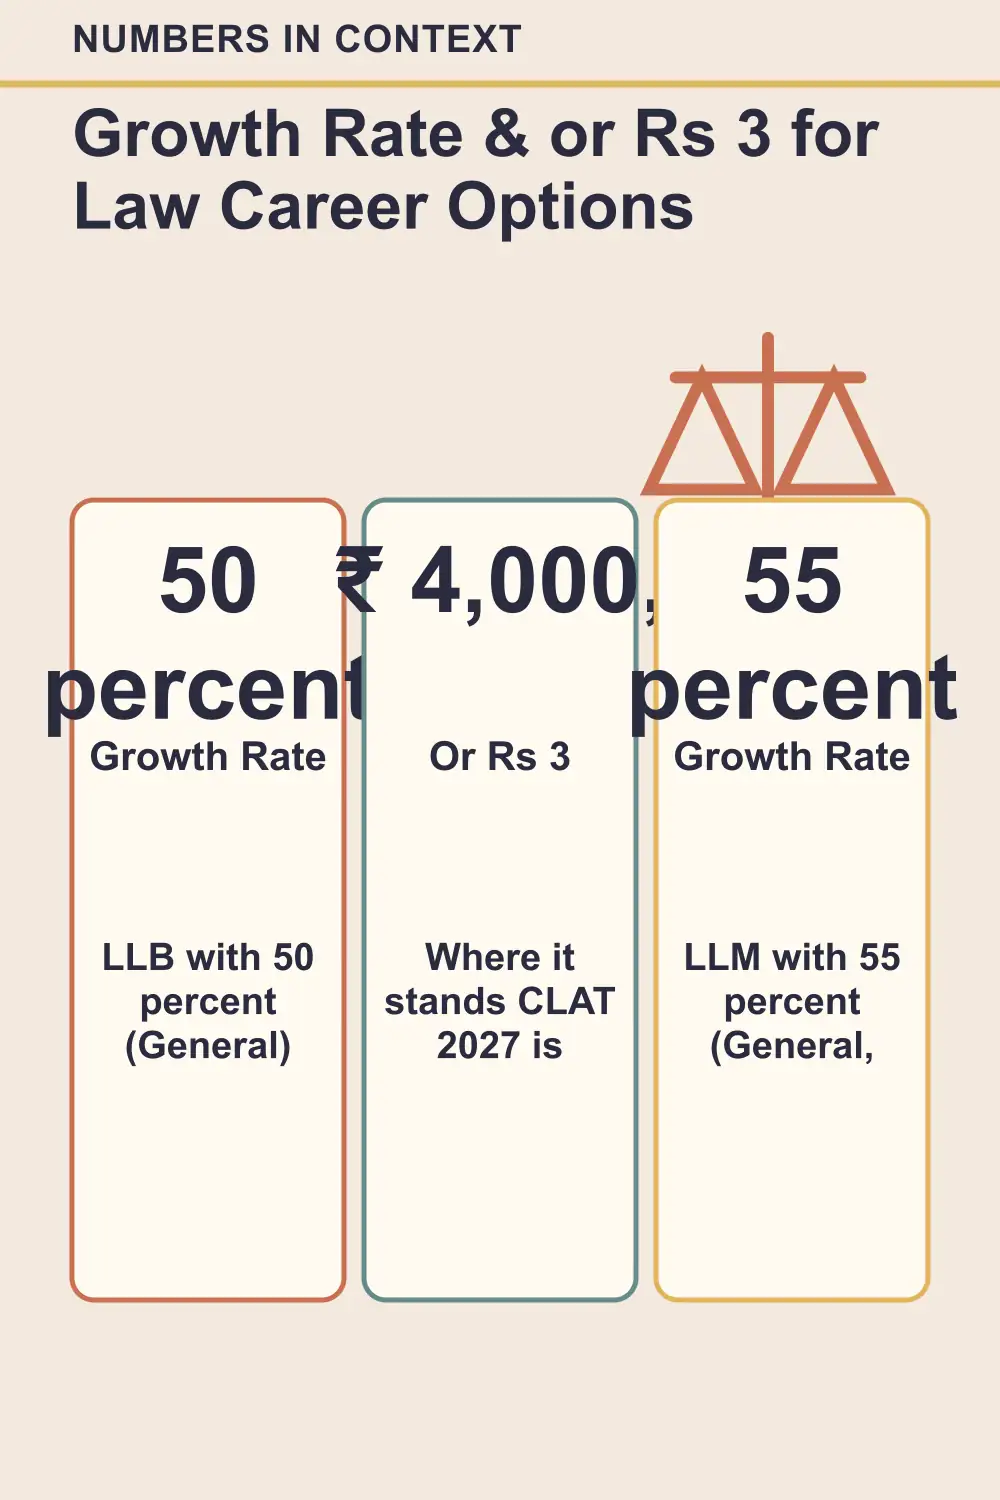 NUMBERS IN CONTEXT
Growth Rate & or Rs 3 for
Law Career Options
50
percent
Growth Rate
LLB with 50
percent
(General)
₹ 4,000,
Or Rs 3
Where it
stands CLAT
2027 is
55
percent
Growth Rate
LLM with 55
percent
(General,